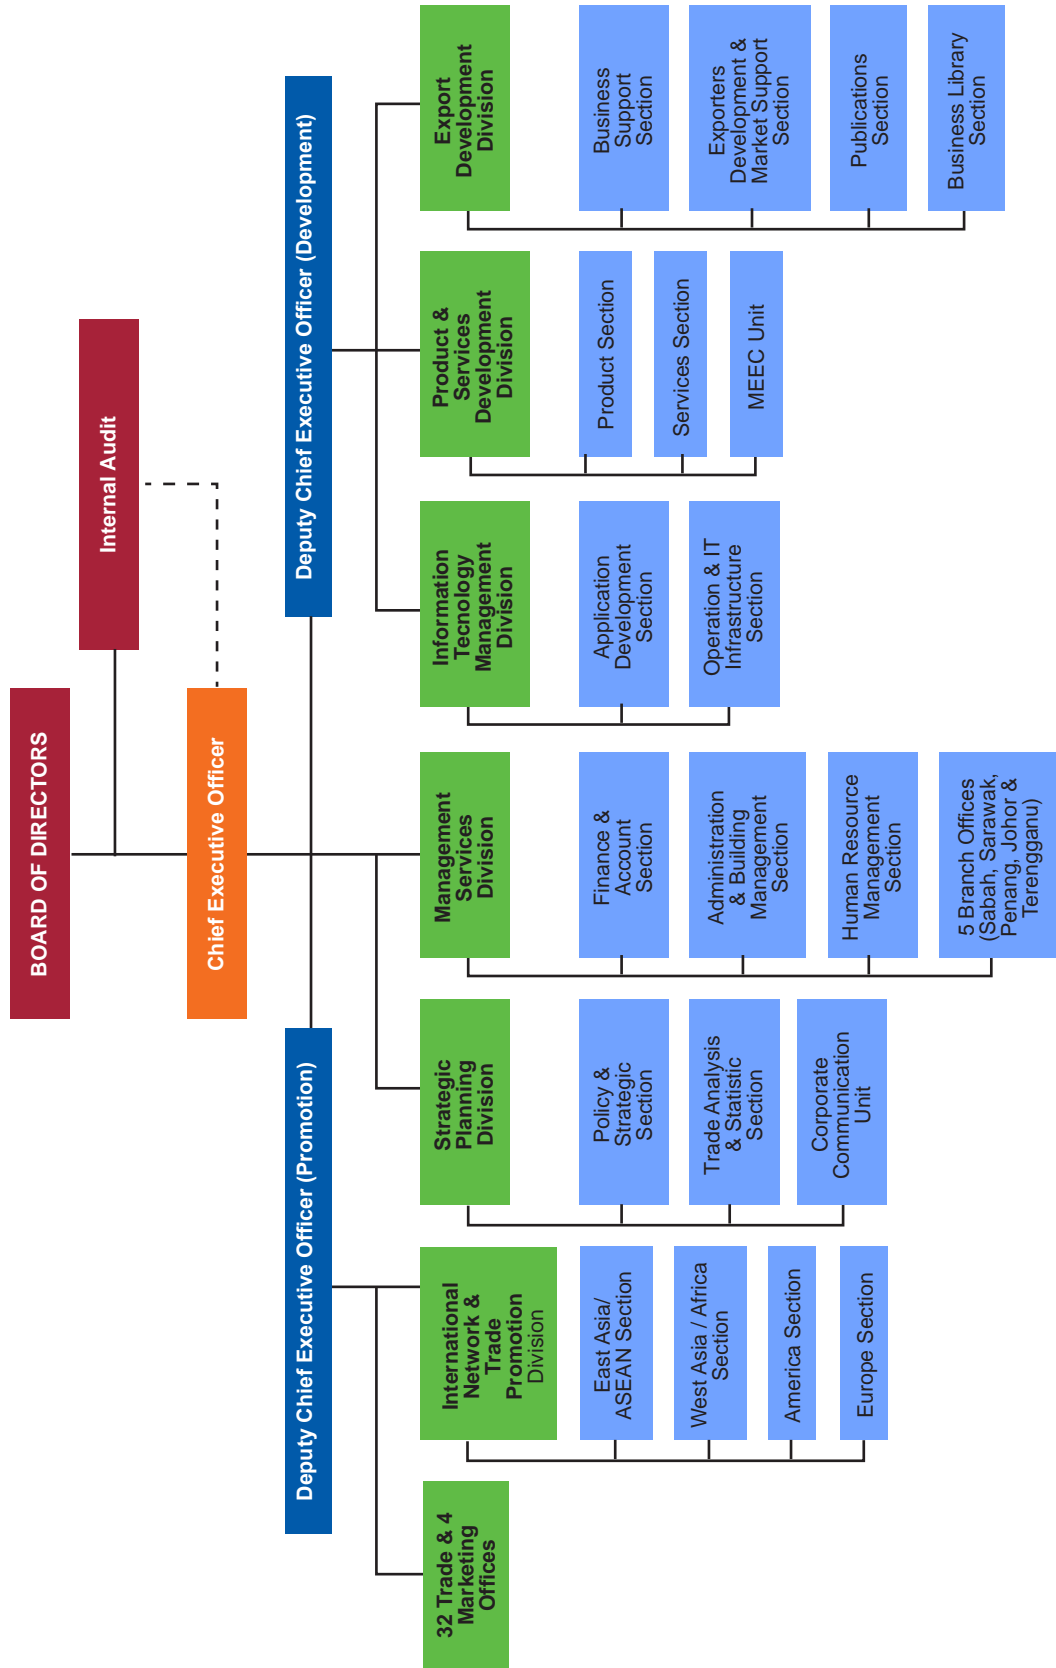 BOARD OF DIRECTORS
Internal Audit
Chief Executive Officer
Deputy Chief Executive Officer (Promotion)
Deputy Chief Executive Officer (Development)
32 Trade & 4
Marketing
Offices
International
Network &
Trade
Promotion
Division
East Asia/
ASEAN Section
West Asia / Africa
Section
America Section
Europe Section
Strategic
Planning
Division
Policy &
Strategic
Section
Trade Analysis
& Statistic
Section
Corporate
Communication
Unit
Management
Services
Division
Finance &
Account
Section
Administration
& Building
Management
Section
Human Resource
Management
Section
5 Branch Offices
(Sabah, Sarawak,
Penang, Johor &
Terengganu)
Information
Tecnology
Management
Division
Application
Development
Section
Operation & IT
Infrastructure
Section
Product &
Services
Development
Division
Product Section
Services Section
MEEC Unit
Export
Development
Division
Business
Support
Section
Exporters
Development &
Market Support
Section
Publications
Section
Business Library
Section